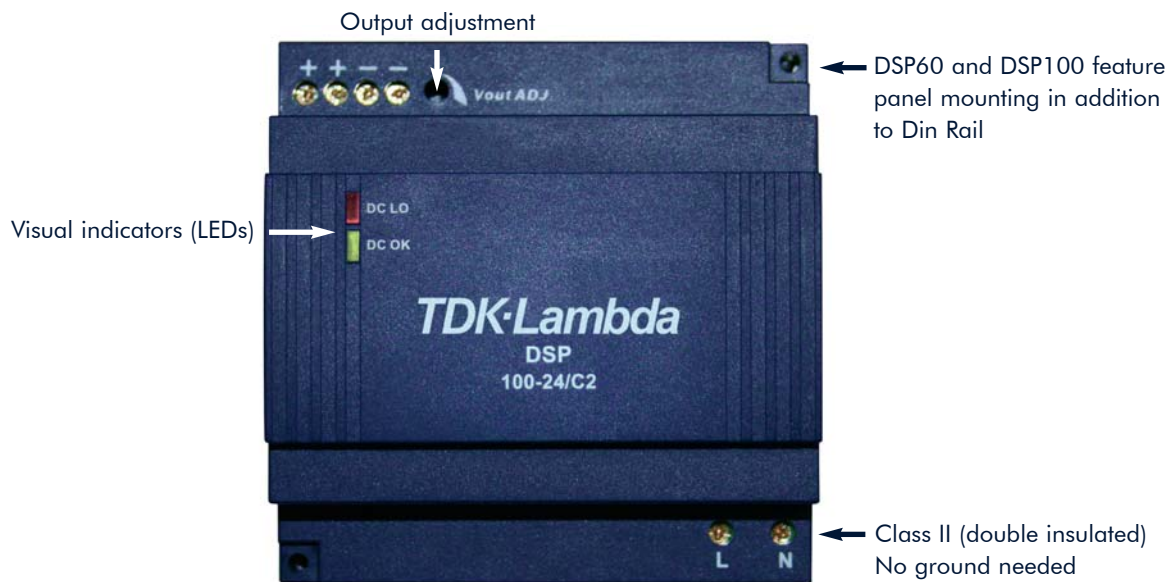 Output adjustment
+ + − −
Vout ADJ.
DSP60 and DSP100 feature
panel mounting in addition
to Din Rail
Visual indicators (LEDs)
DC LO
DC OK
TDK·Lambda
DSP
100-24/C2
L N
Class II (double insulated)
No ground needed